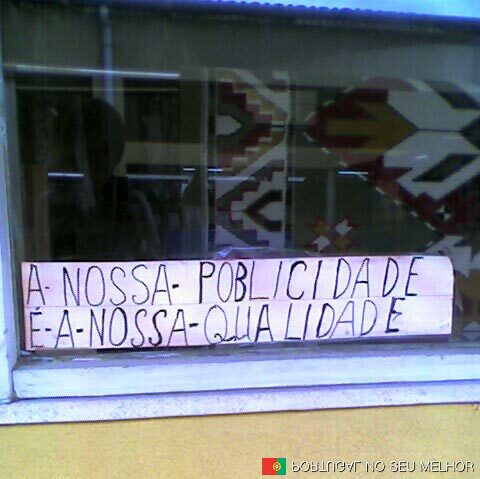 A-NOSSA-POBLICIDADE
É-A-NOSSA-QUALIDADE
PORTUGAL NO SEU MELHOR